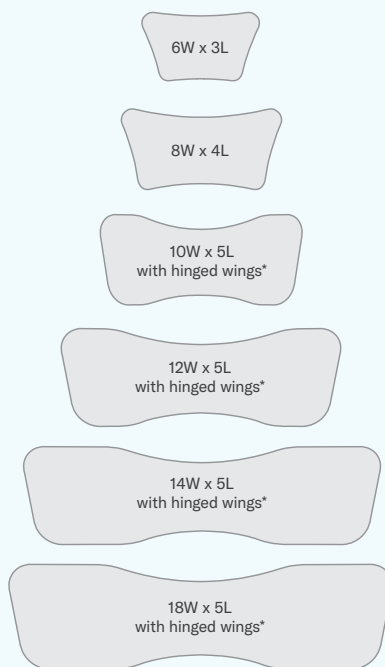 6W x 3L
8W x 4L
10W x 5L
with hinged wings*
12W x 5L
with hinged wings*
14W x 5L
with hinged wings*
18W x 5L
with hinged wings*